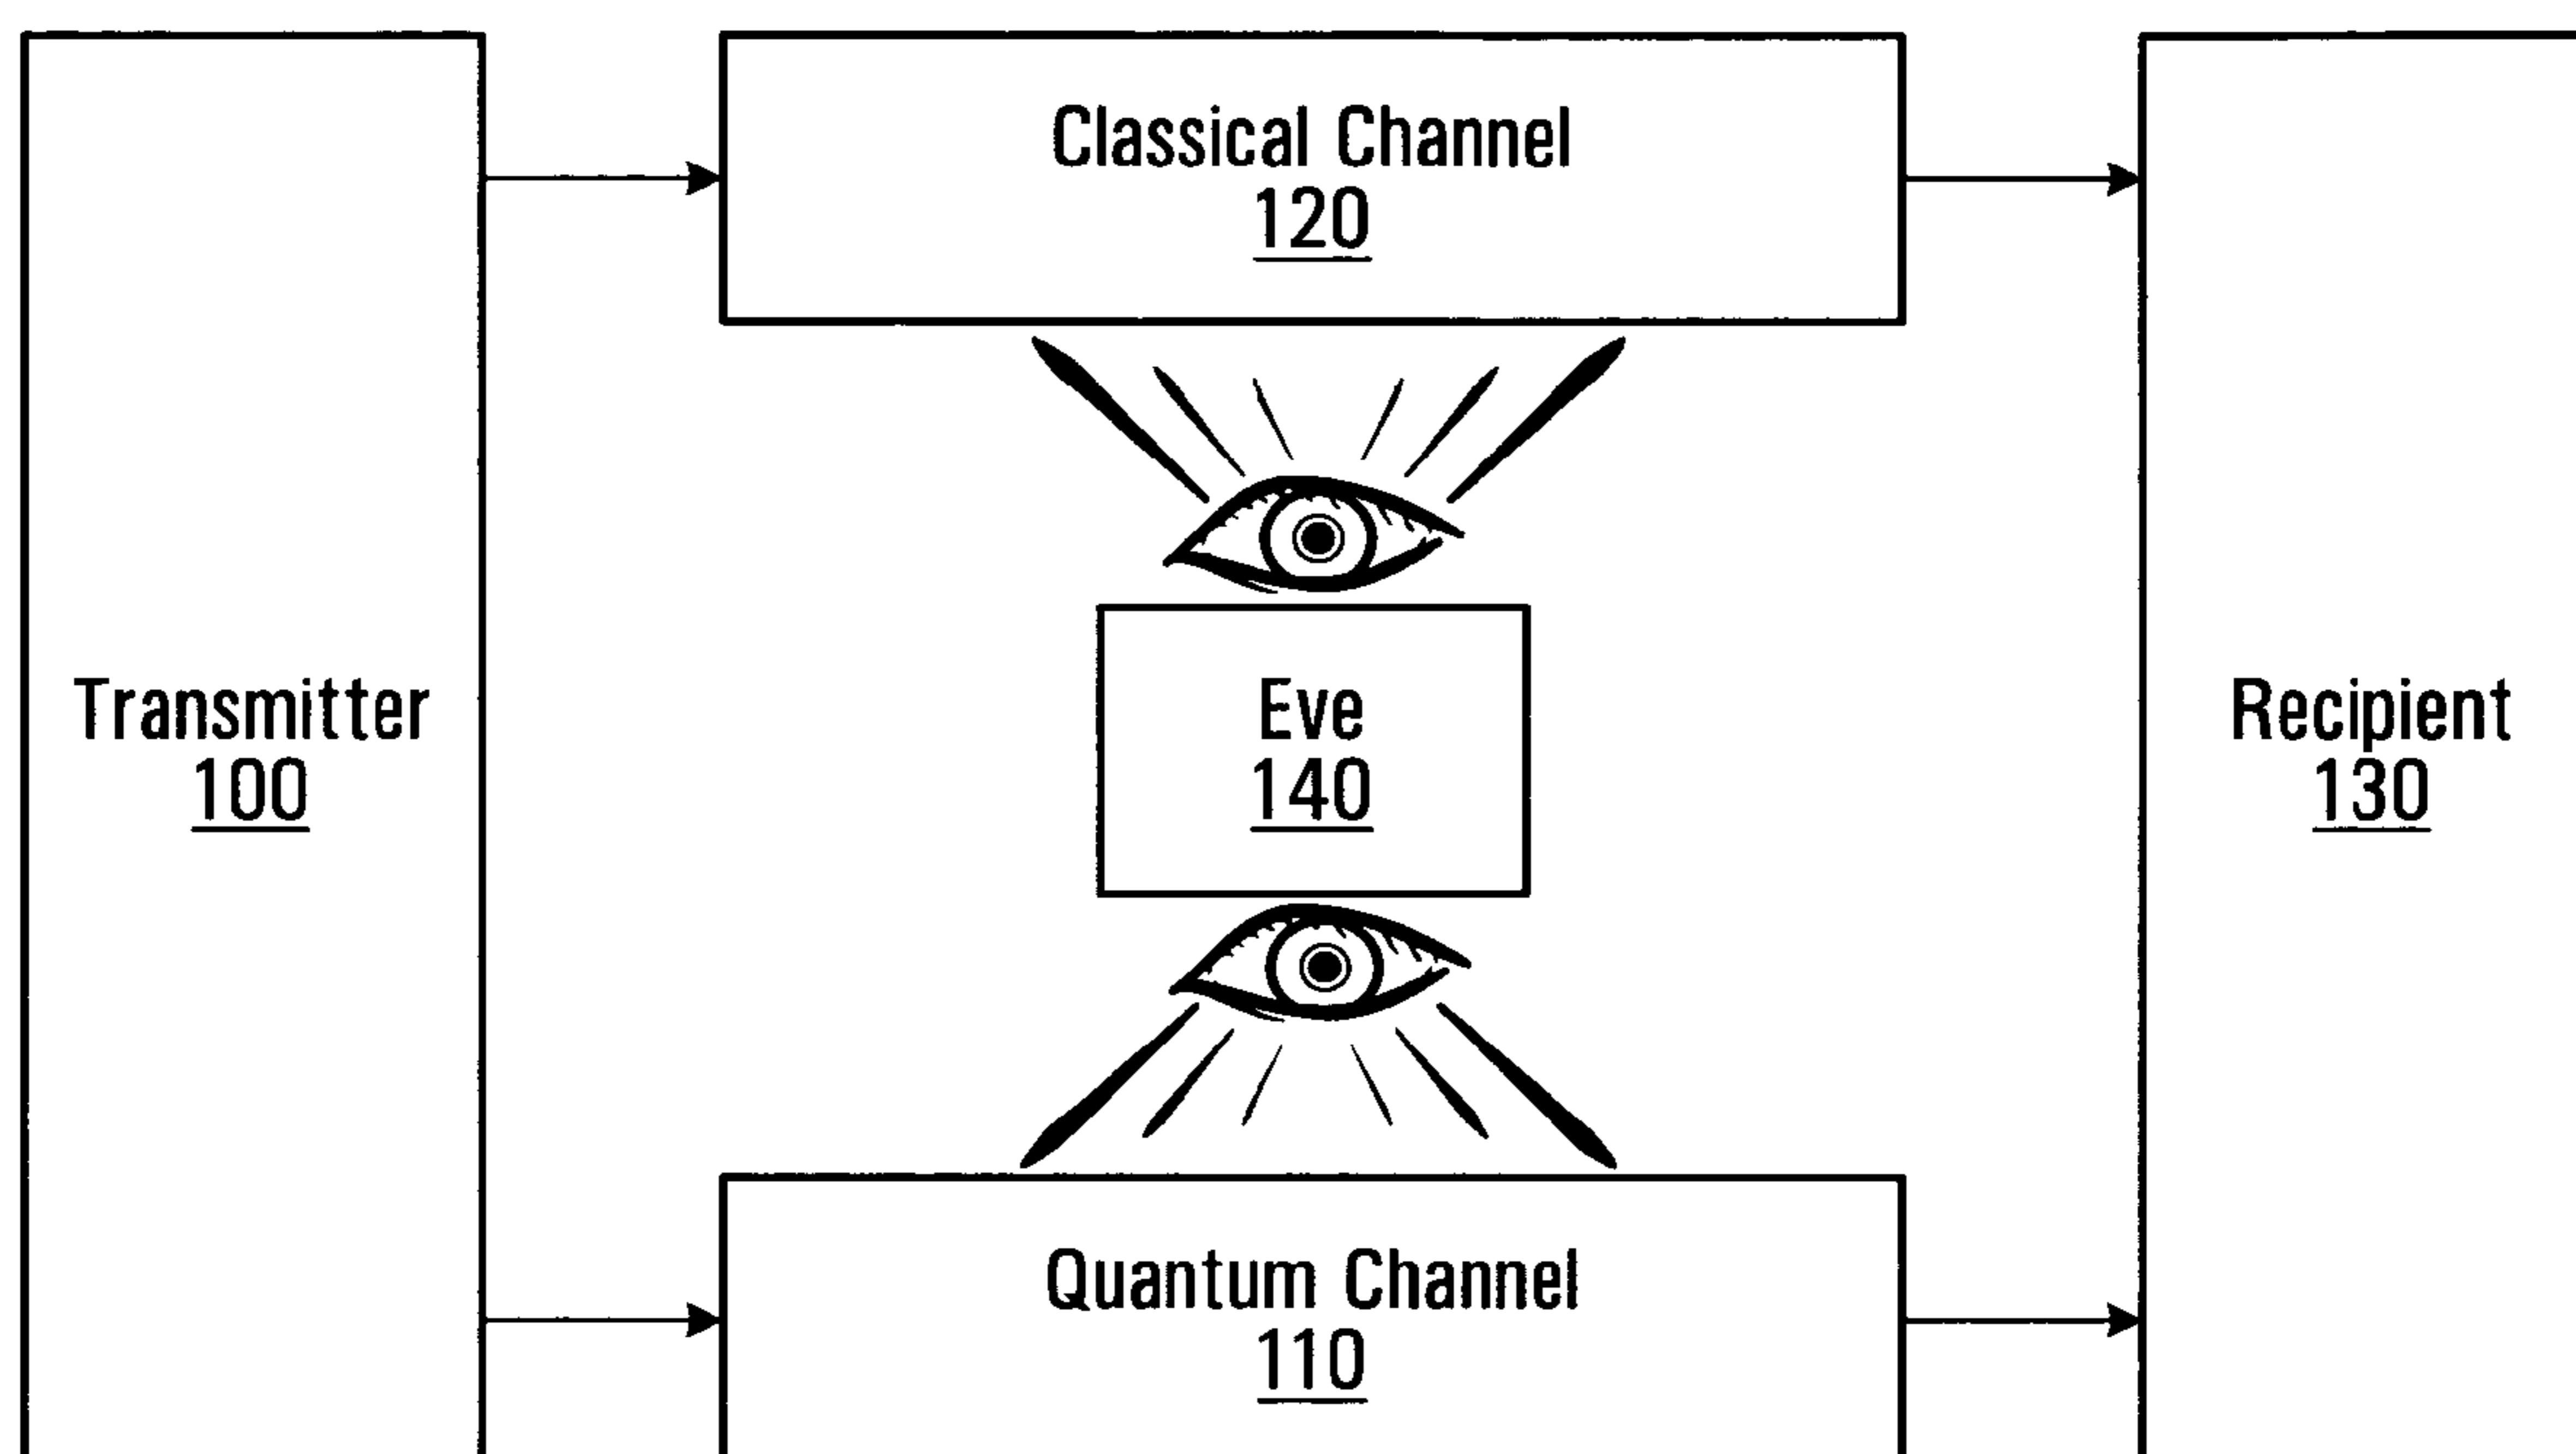 Classical Channel
120
Transmitter
100
Eve
140
Recipient
130
Quantum Channel
110